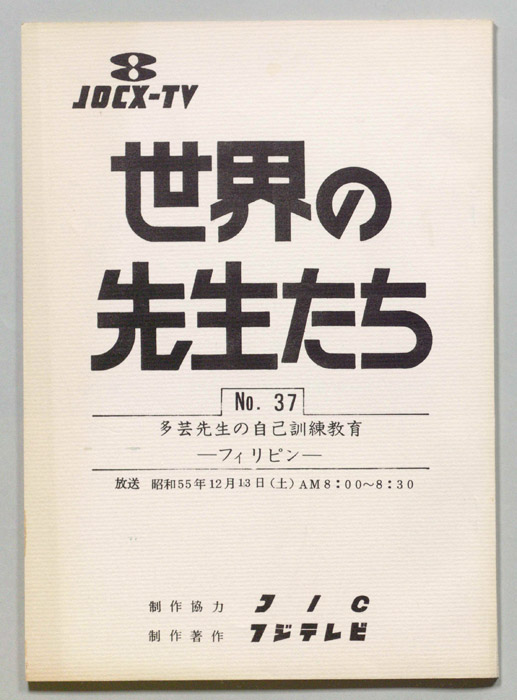 8
JOCX-TV
世界の
先生たち
No. 37
多芸先生の自己訓練教育
―フィリピン―
放送 昭和55年12月13日(土)AM8:00〜8:30
制作協力 JIC
制作著作 フジテレビ